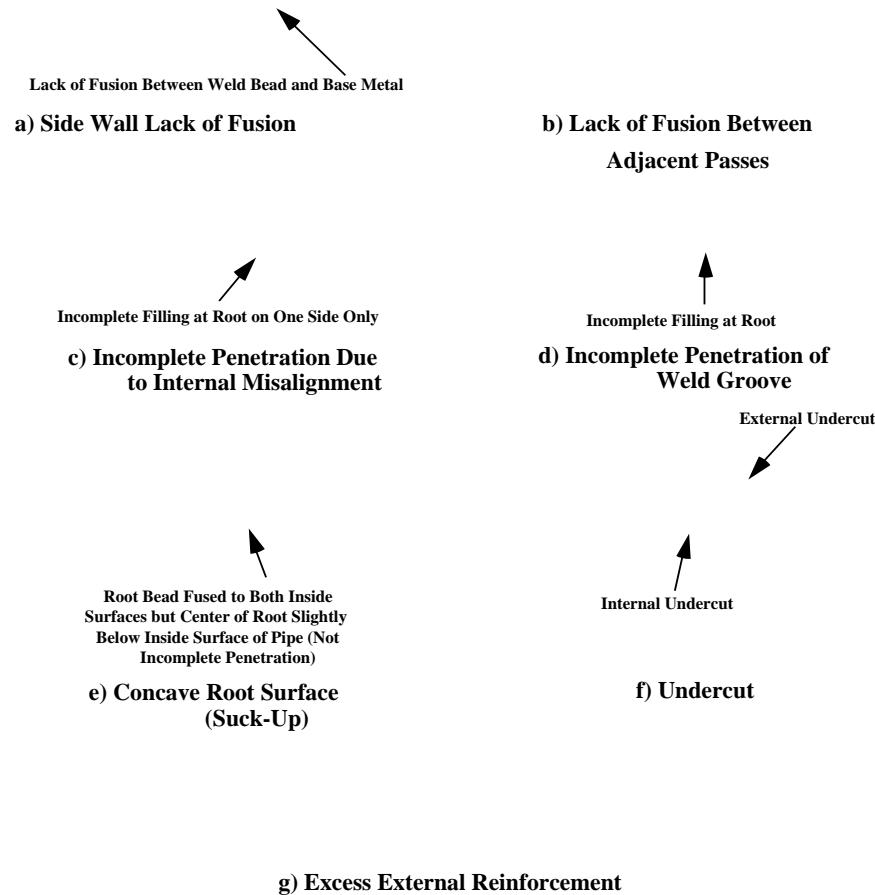 Lack of Fusion Between Weld Bead and Base Metal
a) Side Wall Lack of Fusion
b) Lack of Fusion Between
Adjacent Passes
Incomplete Filling at Root on One Side Only
c) Incomplete Penetration Due
to Internal Misalignment
Incomplete Filling at Root
d) Incomplete Penetration of
Weld Groove
External Undercut
Root Bead Fused to Both Inside
Surfaces but Center of Root Slightly
Below Inside Surface of Pipe (Not
Incomplete Penetration)
e) Concave Root Surface
(Suck-Up)
Internal Undercut
f) Undercut
g) Excess External Reinforcement